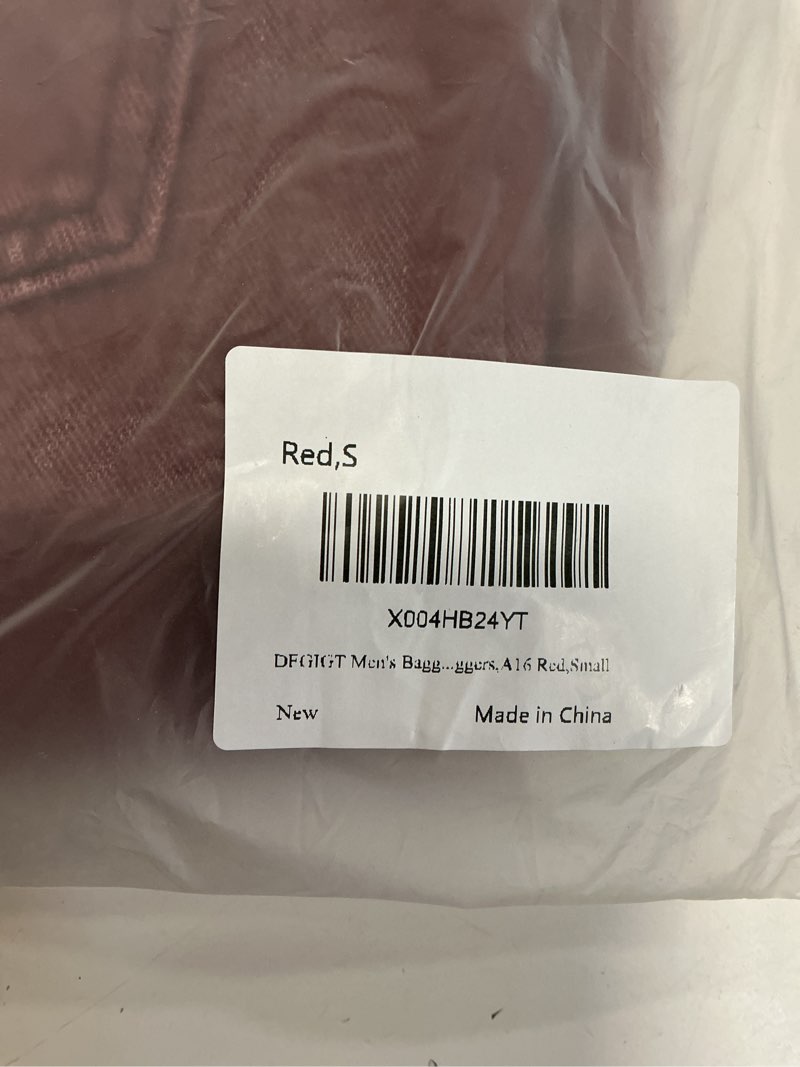 Red,S
X004HB24YT
DFGIGT Men's Bagg...ggers,A16 Red,Small
New
Made in China